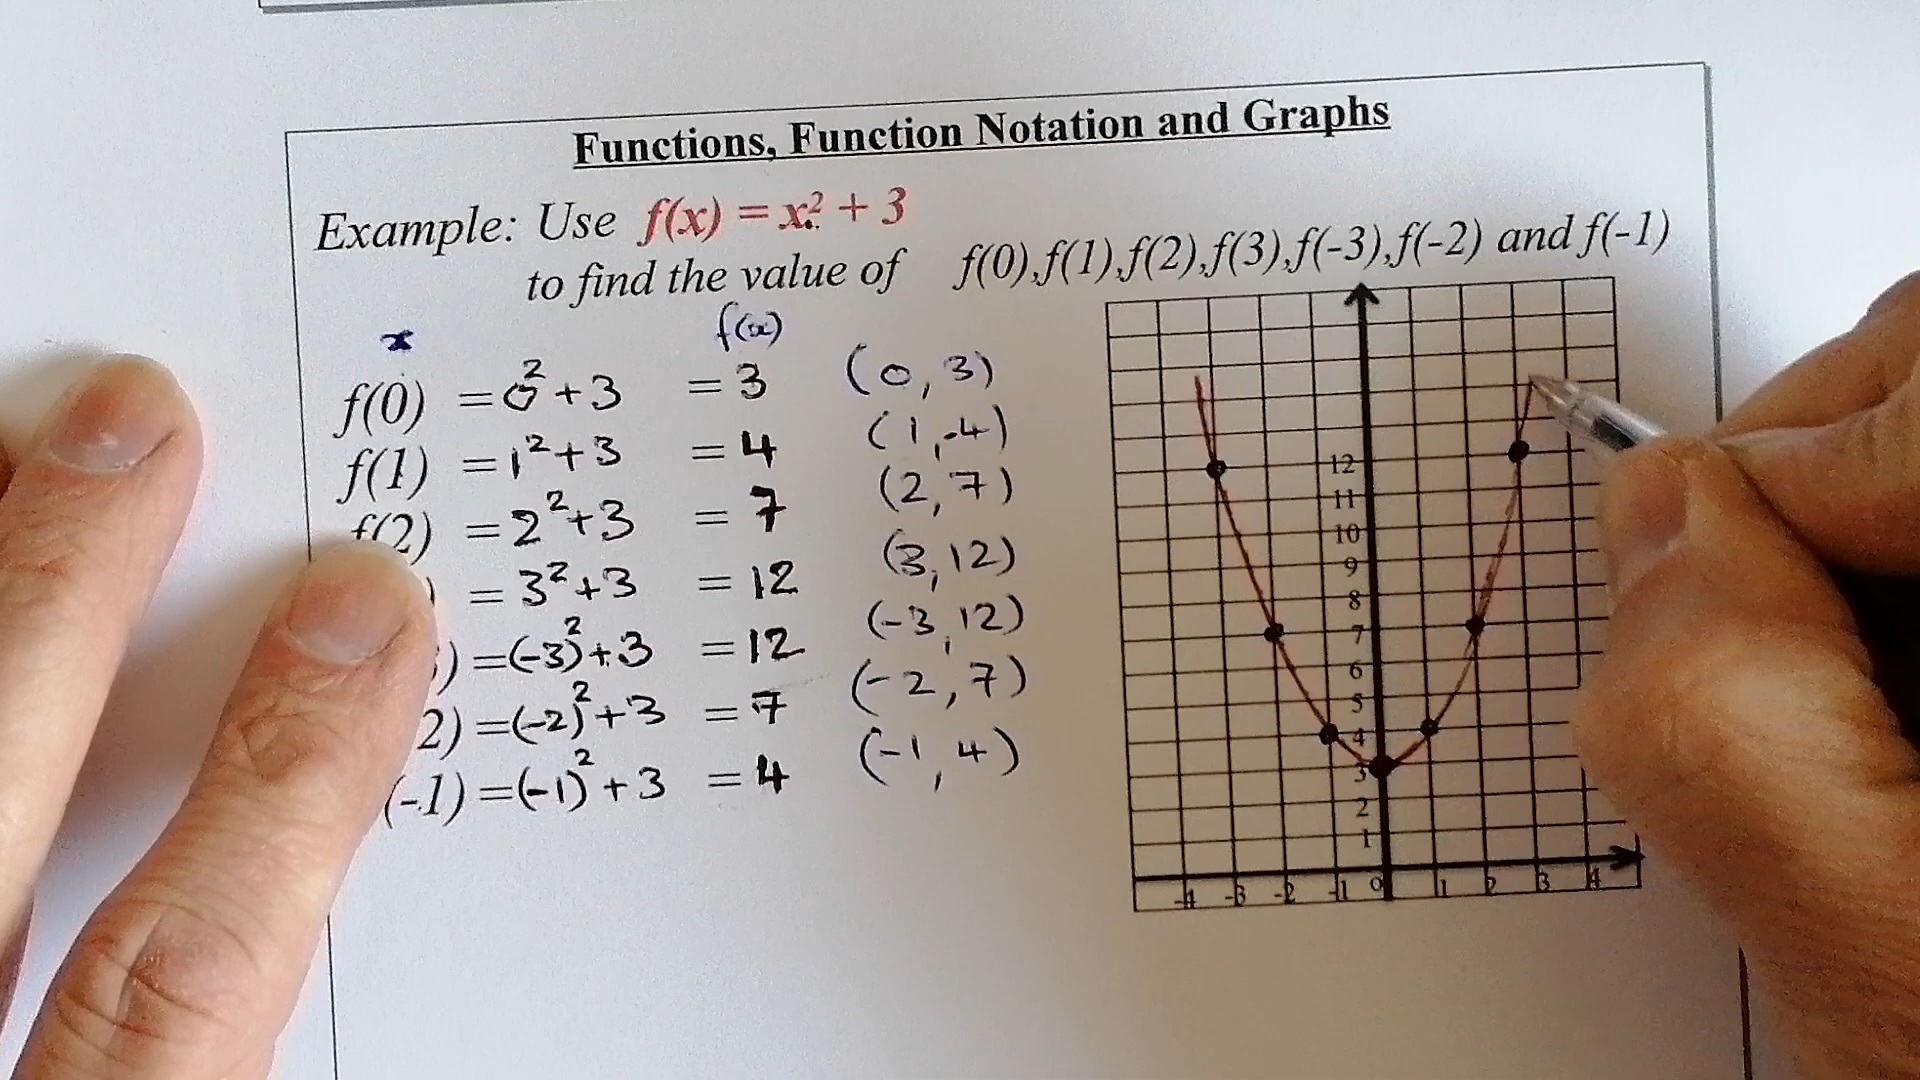 Functions, Function Notation and Graphs
Example: Use f(x) = x² + 3
to find the value of f(0),f(1),f(2),f(3),f(-3),f(-2) and f(-1)
x f(x)
f(0) = 0² + 3 = 3 (0, 3)
f(1) = 1² + 3 = 4 (1, 4)
f(2) = 2² + 3 = 7 (2, 7)
) = 3² + 3 = 12 (3, 12)
) = (-3)² + 3 = 12 (-3, 12)
2) = (-2)² + 3 = 7 (-2, 7)
(-1) = (-1)² + 3 = 4 (-1, 4)
12
11
10
9
8
7
6
5
4
3
2
1
-4 -3 -2 -1 0 1 2 3 4